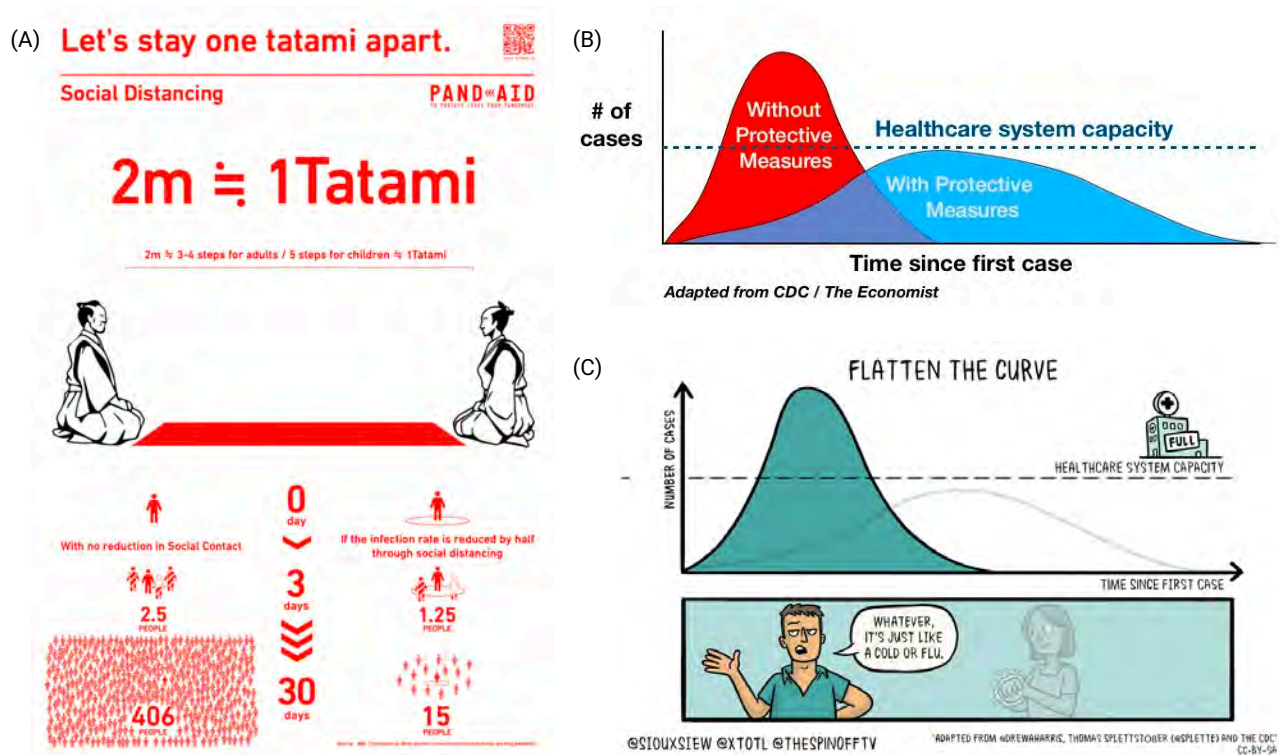 (A)
Let's stay one tatami apart.
Social Distancing
PAND AID
2m ≒ 1Tatami
2m ≒ 3-4 steps for adults / 5 steps for children ≒ 1Tatami
0
day
With no reduction in Social Contact
If the infection rate is reduced by half
through social distancing
3
days
2.5
PEOPLE
1.25
PEOPLE
30
days
406
PEOPLE
15
PEOPLE
(B)
# of
cases
Without
Protective
Measures
Healthcare system capacity
With Protective
Measures
Time since first case
Adapted from CDC / The Economist
(C)
FLATTEN THE CURVE
NUMBER OF CASES
FULL
HEALTHCARE SYSTEM CAPACITY
TIME SINCE FIRST CASE
WHATEVER,
IT'S JUST LIKE
A COLD OR FLU.
@SIOUXSIEW @XTOTL @THESPINOFFTV
ADAPTED FROM @DREWAHARRIS, THOMAS SPLETTSTÖßER (@SPLETTE) AND THE CDC
CC-BY-SA